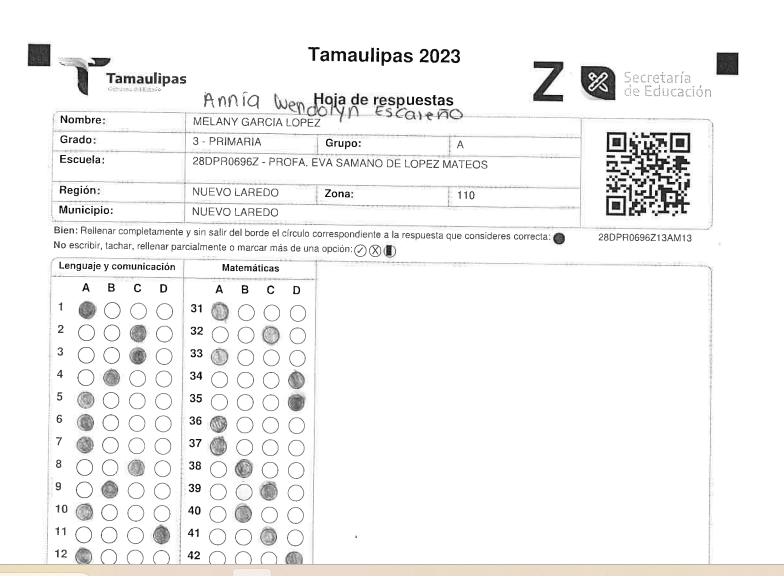 Tamaulipas 2023
Tamaulipas
Z
Secretaría
de Educación
Annía Wendolyn Escareño
Hoja de respuestas
Nombre: MELANY GARCIA LOPEZ
Grado: 3 - PRIMARIA Grupo: A
Escuela: 28DPR0696Z - PROFA. EVA SAMANO DE LOPEZ MATEOS
Región: NUEVO LAREDO Zona: 110
Municipio: NUEVO LAREDO
Bien: Rellenar completamente y sin salir del borde el círculo correspondiente a la respuesta que consideres correcta:
28DPR0696Z13AM13
No escribir, tachar, rellenar parcialmente o marcar más de una opción:
Lenguaje y comunicación Matemáticas
A B C D A B C D
1 31
2 32
3 33
4 34
5 35
6 36
7 37
8 38
9 39
10 40
11 41
12 42